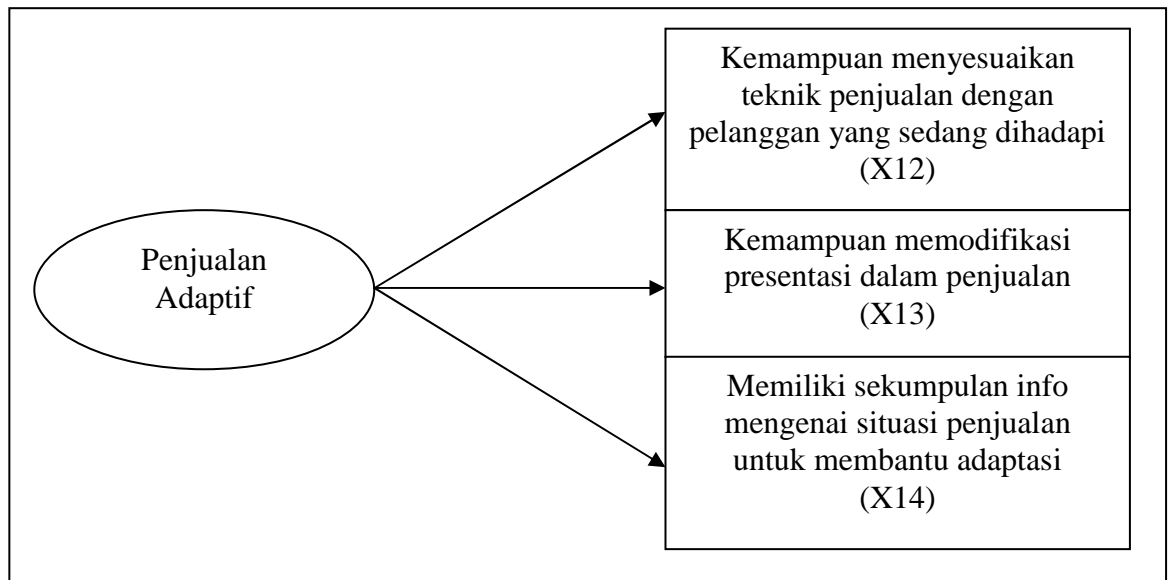 Penjualan
Adaptif
Kemampuan menyesuaikan
teknik penjualan dengan
pelanggan yang sedang dihadapi
(X12)
Kemampuan memodifikasi
presentasi dalam penjualan
(X13)
Memiliki sekumpulan info
mengenai situasi penjualan
untuk membantu adaptasi
(X14)